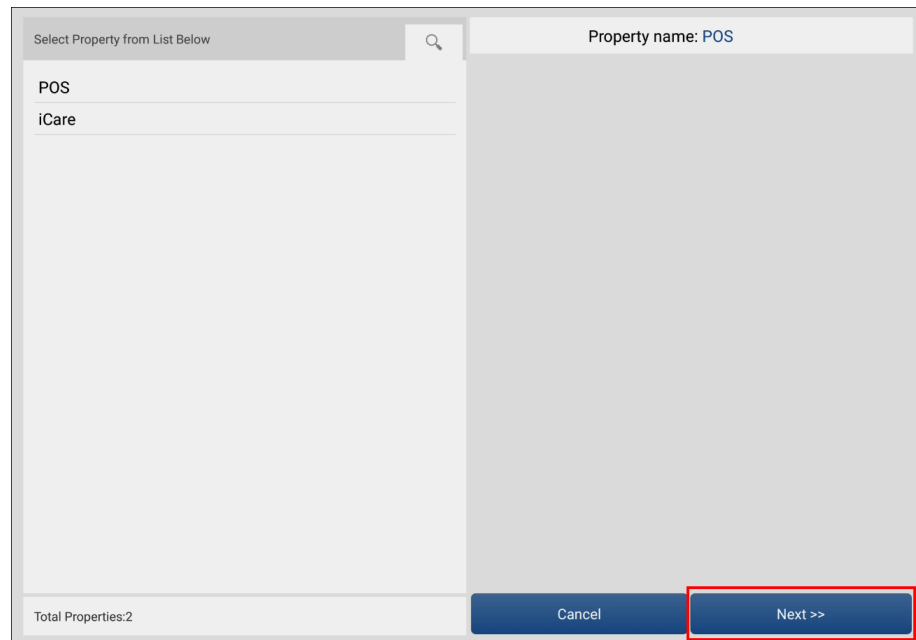 Select Property from List Below
POS
iCare
Total Properties:2
Property name: POS
Cancel
Next >>